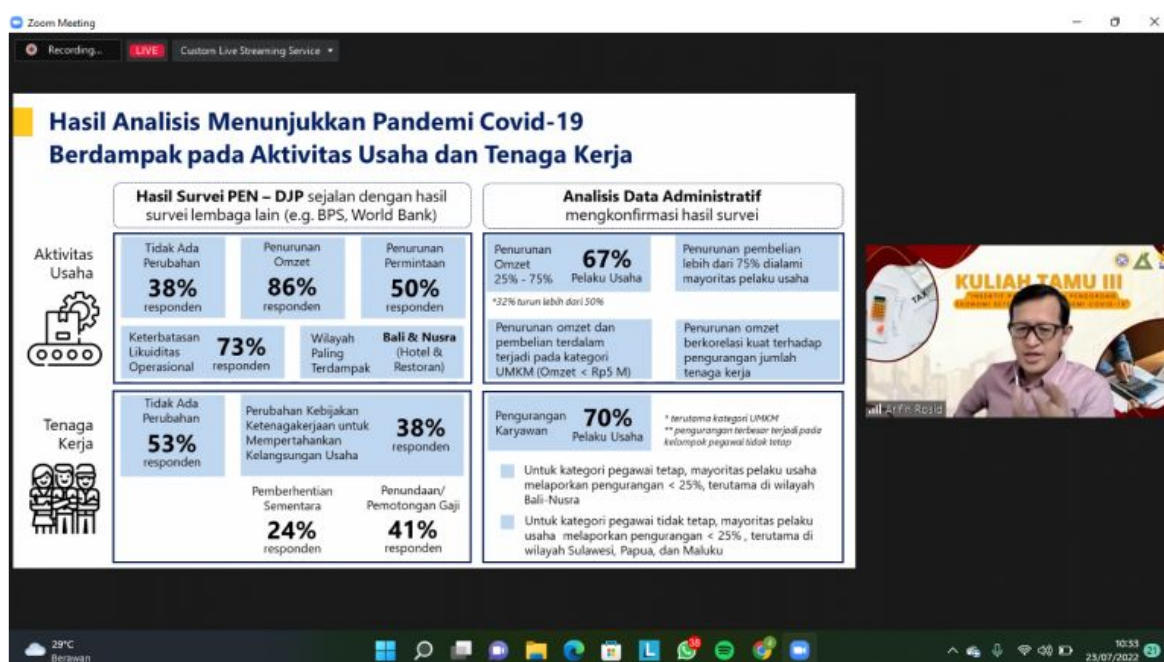 Zoom Meeting
Recording...
LIVE
Custom Live Streaming Service
Hasil Analisis Menunjukkan Pandemi Covid-19
Berdampak pada Aktivitas Usaha dan Tenaga Kerja
Hasil Survei PEN – DJP sejalan dengan hasil
survei lembaga lain (e.g. BPS, World Bank)
Aktivitas
Usaha
Tidak Ada
Perubahan
38%
responden
Penurunan
Omzet
86%
responden
Penurunan
Permintaan
50%
responden
Keterbatasan
Likuiditas
Operasional
73%
responden
Wilayah
Paling
Terdampak
Bali & Nusra
(Hotel &
Restoran)
Tenaga
Kerja
Tidak Ada
Perubahan
53%
responden
Perubahan Kebijakan
Ketenagakerjaan untuk
Mempertahankan
Kelangsungan Usaha
38%
responden
Pemberhentian
Sementara
24%
responden
Penundaan/
Pemotongan Gaji
41%
responden
Analisis Data Administratif
mengkonfirmasi hasil survei
Penurunan
Omzet
25% - 75%
67%
Pelaku Usaha
*32% turun lebih dari 50%
Penurunan pembelian
lebih dari 75% dialami
mayoritas pelaku usaha
Penurunan omzet dan
pembelian terdalam
terjadi pada kategori
UMKM (Omzet < Rp5 M)
Penurunan omzet
berkorelasi kuat terhadap
pengurangan jumlah
tenaga kerja
Pengurangan
Karyawan
70%
Pelaku Usaha
* terutama kategori UMKM
** pengurangan terbesar terjadi pada
kelompok pegawai tidak tetap
Untuk kategori pegawai tetap, mayoritas pelaku usaha
melaporkan pengurangan < 25%, terutama di wilayah
Bali-Nusra
Untuk kategori pegawai tidak tetap, mayoritas pelaku
usaha melaporkan pengurangan < 25% , terutama di
wilayah Sulawesi, Papua, dan Maluku
KULIAH TAMU III
TAX
Arifin Rosid
29°C
Berawan
38
10:33
23/07/2022
21